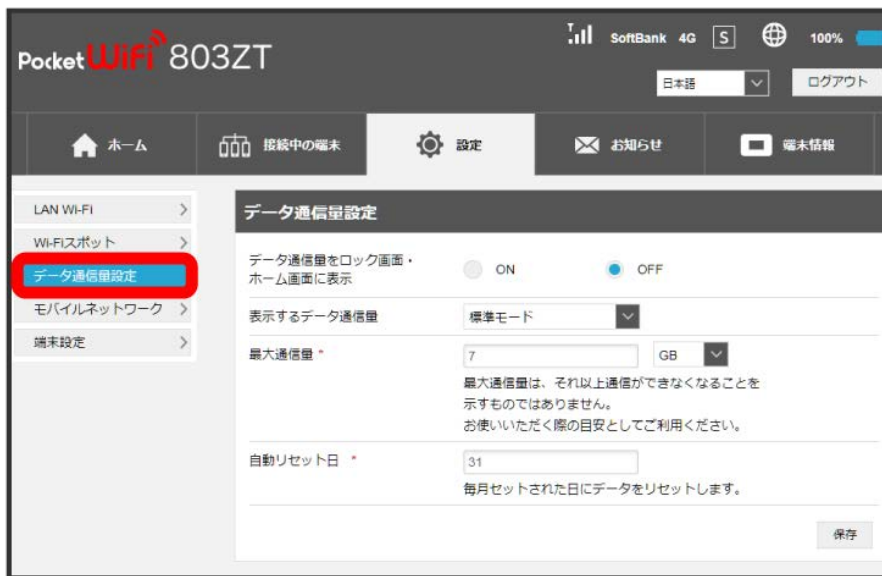 SoftBank 4G S 100%
Pocket WiFi 803ZT
日本語 ログアウト
ホーム 接続中の端末 設定 お知らせ 端末情報
LAN Wi-Fi
Wi-Fiスポット
データ通信量設定
モバイルネットワーク
端末設定
データ通信量設定
データ通信量をロック画面・
ホーム画面に表示
ON OFF
表示するデータ通信量 標準モード
最大通信量 * 7 GB
最大通信量は、それ以上通信ができなくなることを
示すものではありません。
お使いいただく際の目安としてご利用ください。
自動リセット日 * 31
毎月セットされた日にデータをリセットします。
保存